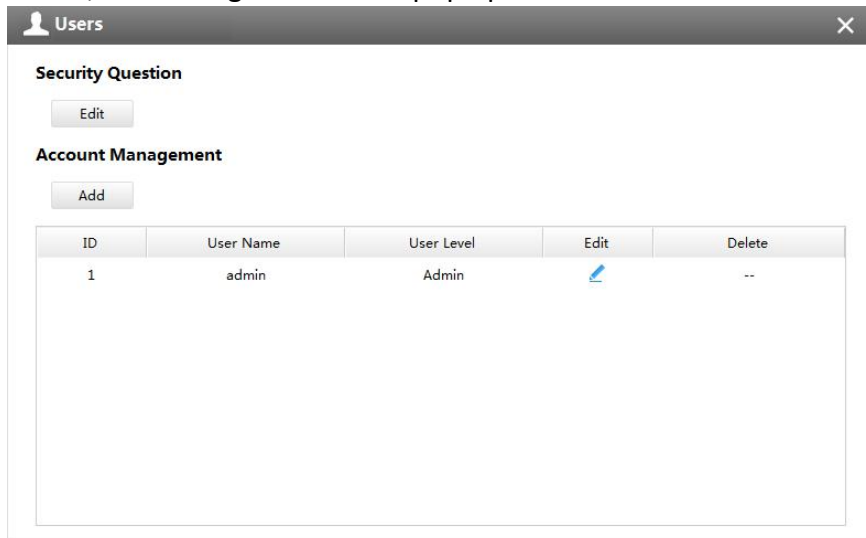 Users
Security Question
Edit
Account Management
Add
ID User Name User Level Edit Delete
1 admin Admin --